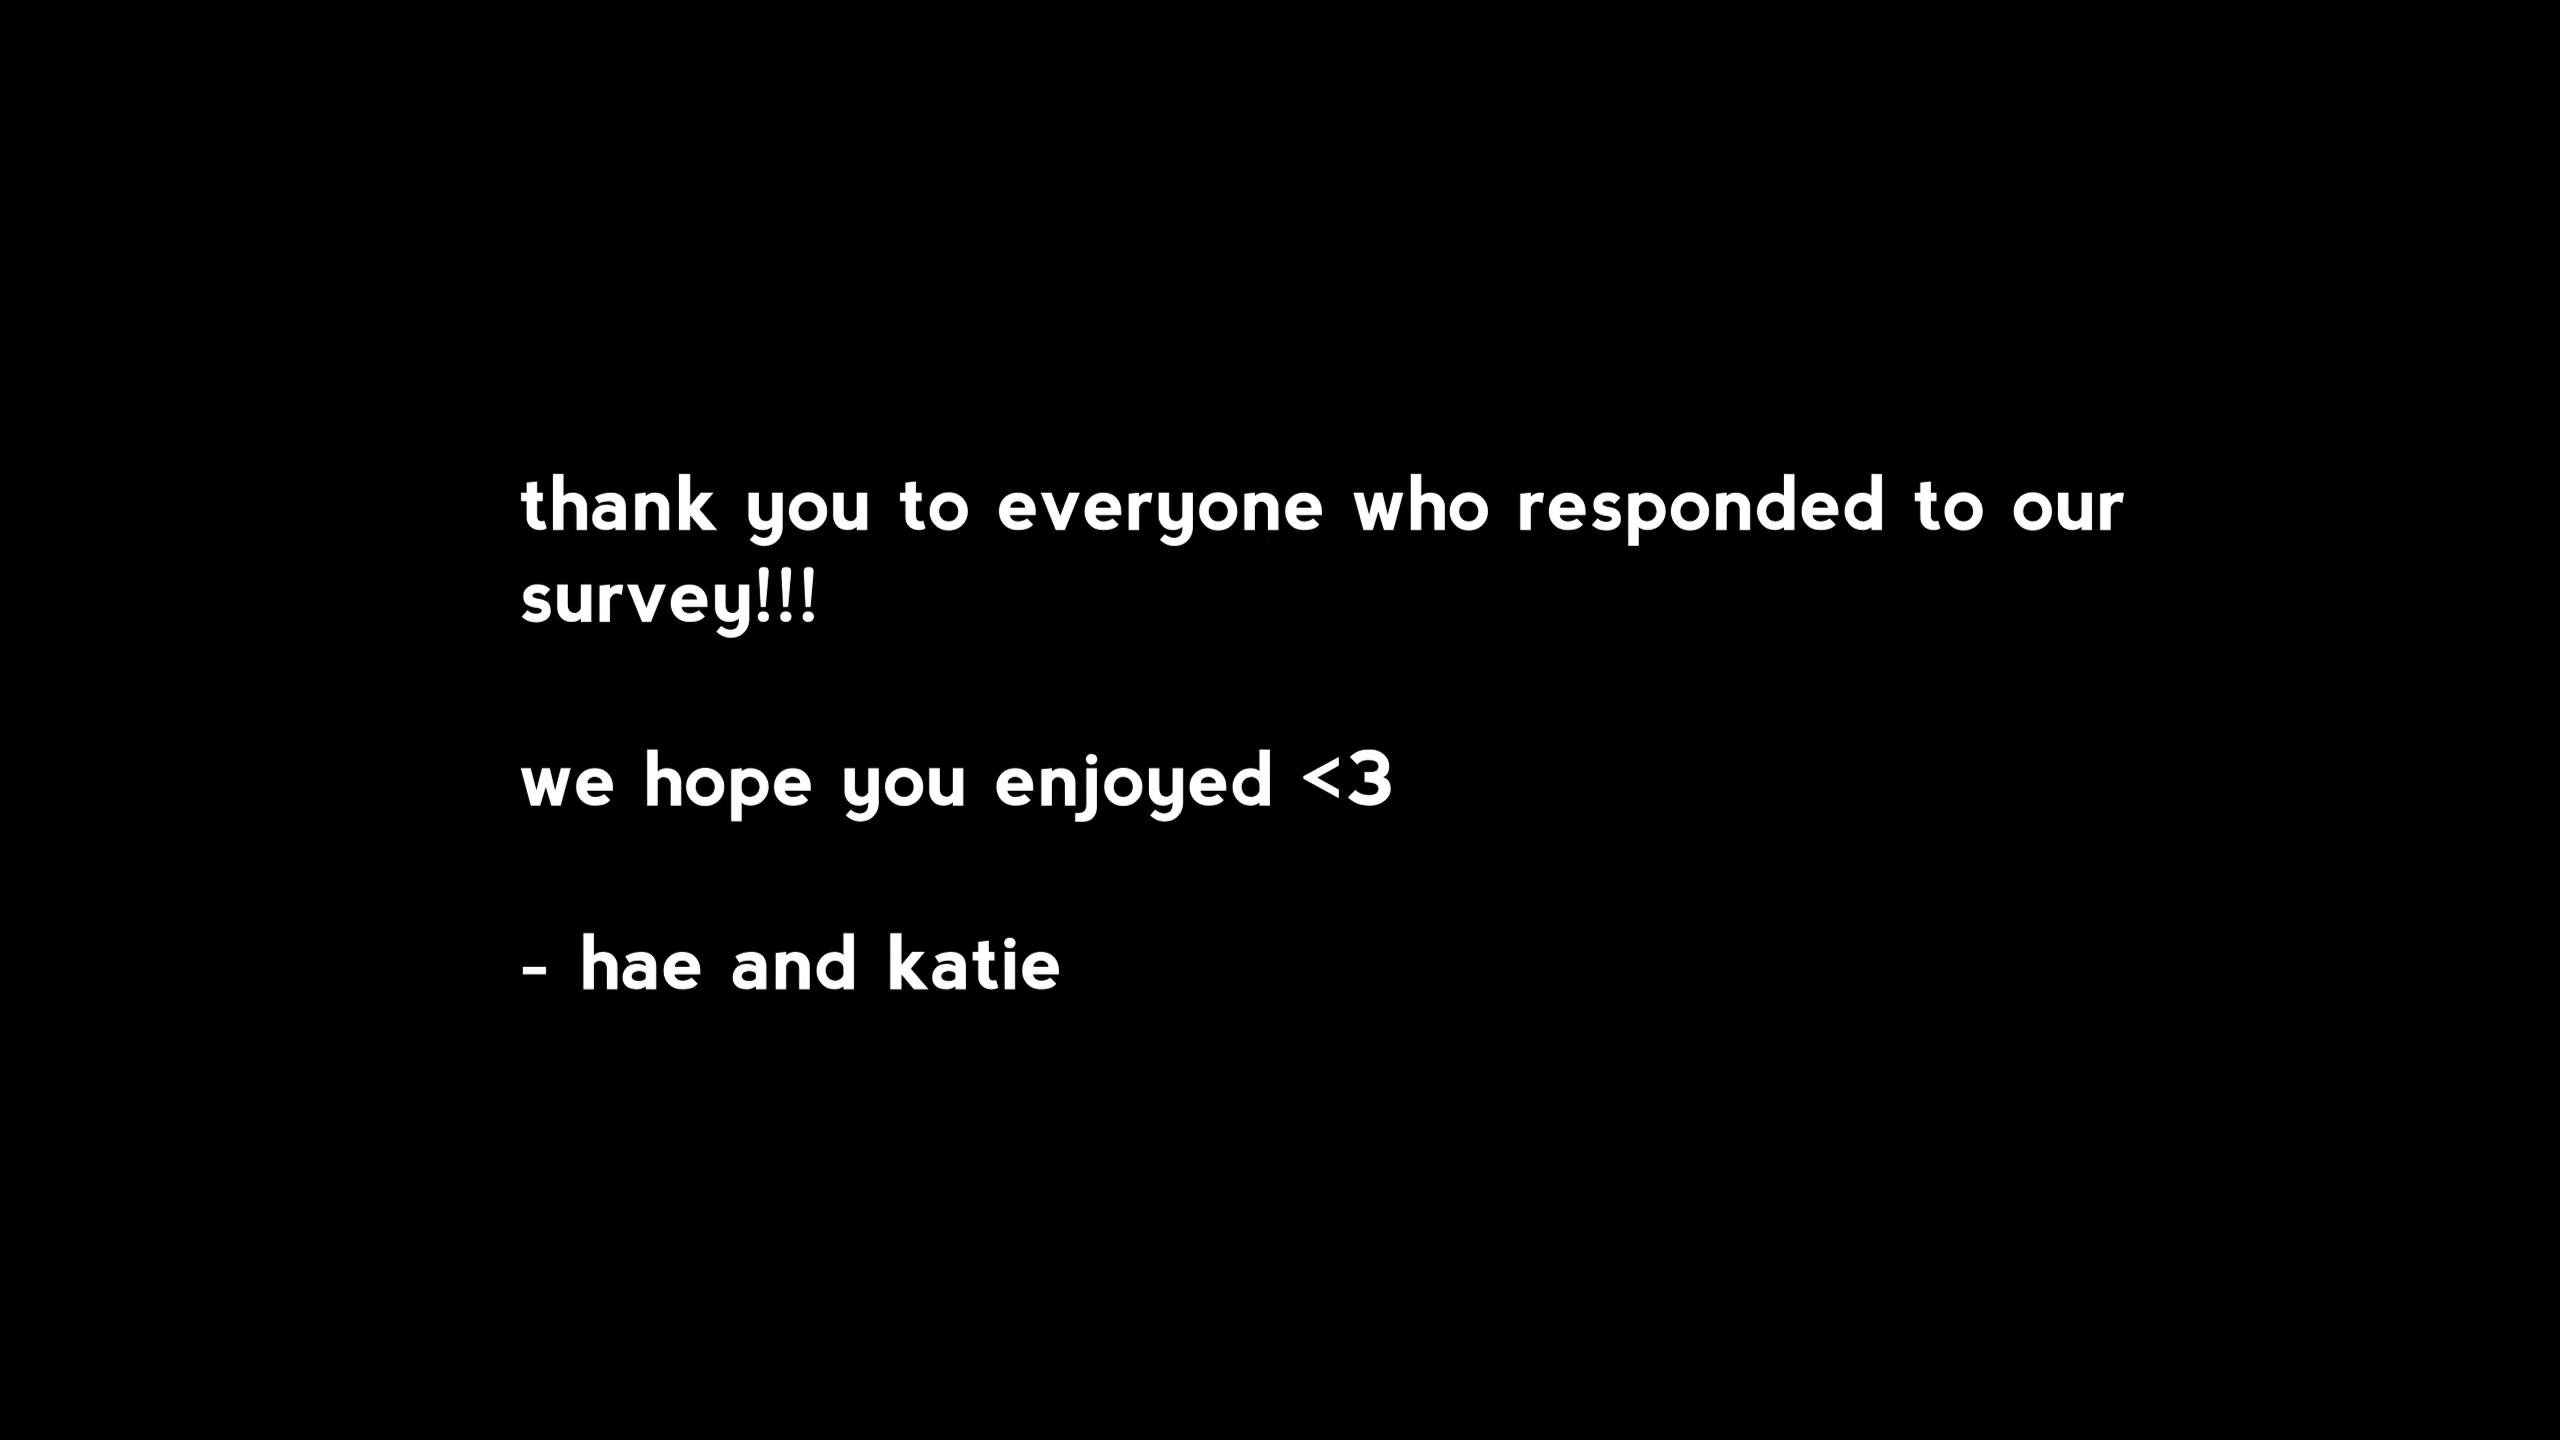 thank you to everyone who responded to our
survey!!!
we hope you enjoyed <3
- hae and katie